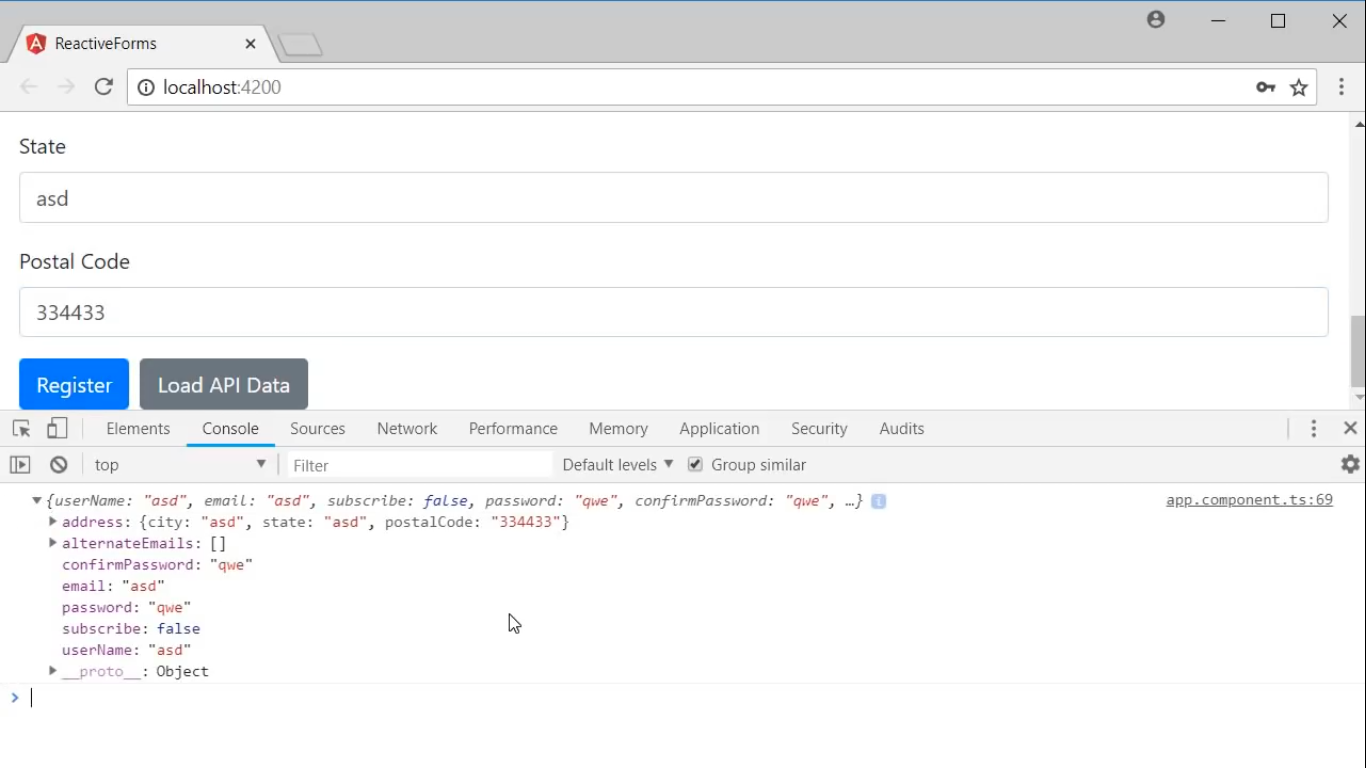 ReactiveForms
localhost:4200
State
asd
Postal Code
334433
Register Load API Data
Elements Console Sources Network Performance Memory Application Security Audits
top Filter Default levels Group similar
{userName: "asd", email: "asd", subscribe: false, password: "qwe", confirmPassword: "qwe", …} i app.component.ts:69
address: {city: "asd", state: "asd", postalCode: "334433"}
alternateEmails: []
confirmPassword: "qwe"
email: "asd"
password: "qwe"
subscribe: false
userName: "asd"
__proto__: Object